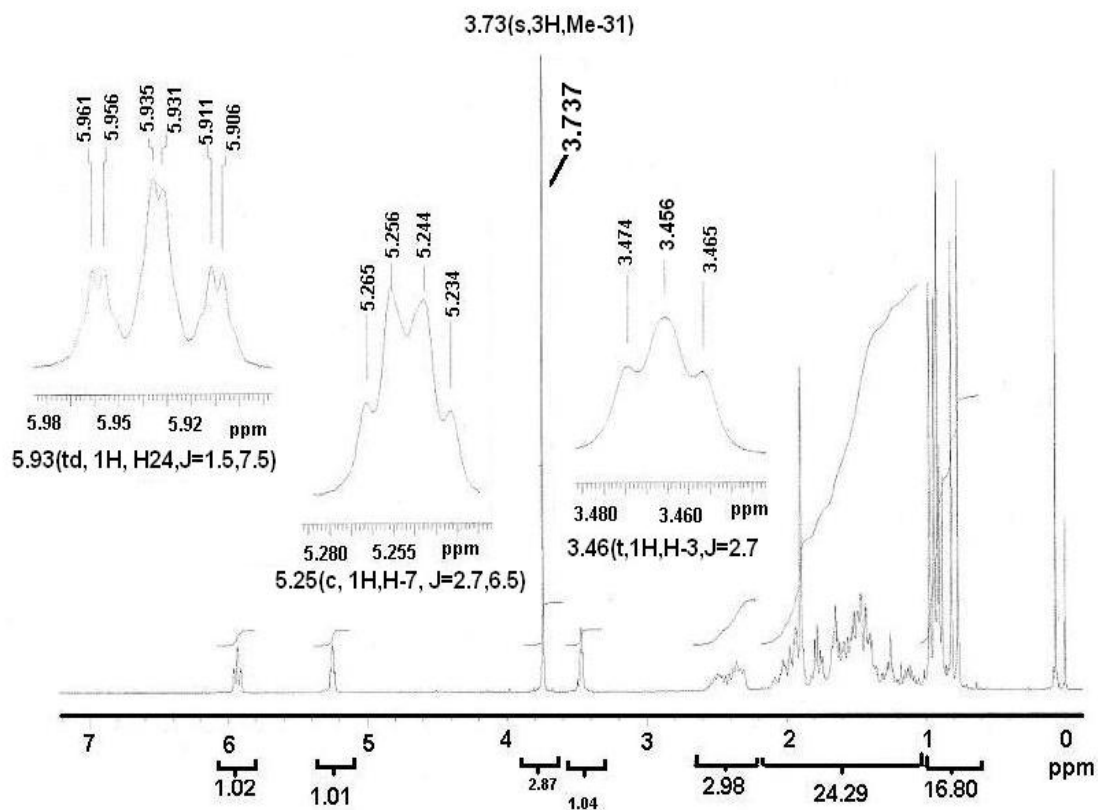 3.73(s,3H,Me-31)
3.737
5.961
5.956
5.935
5.931
5.911
5.906
5.98 5.95 5.92 ppm
5.93(td, 1H, H24,J=1.5,7.5)
5.265
5.256
5.244
5.234
5.280 5.255 ppm
5.25(c, 1H,H-7, J=2.7,6.5)
3.474
3.456
3.465
3.480 3.460 ppm
3.46(t,1H,H-3,J=2.7
7 6 5 4 3 2 1 0
ppm
1.02 1.01 2.87 1.04 2.98 24.29 16.80